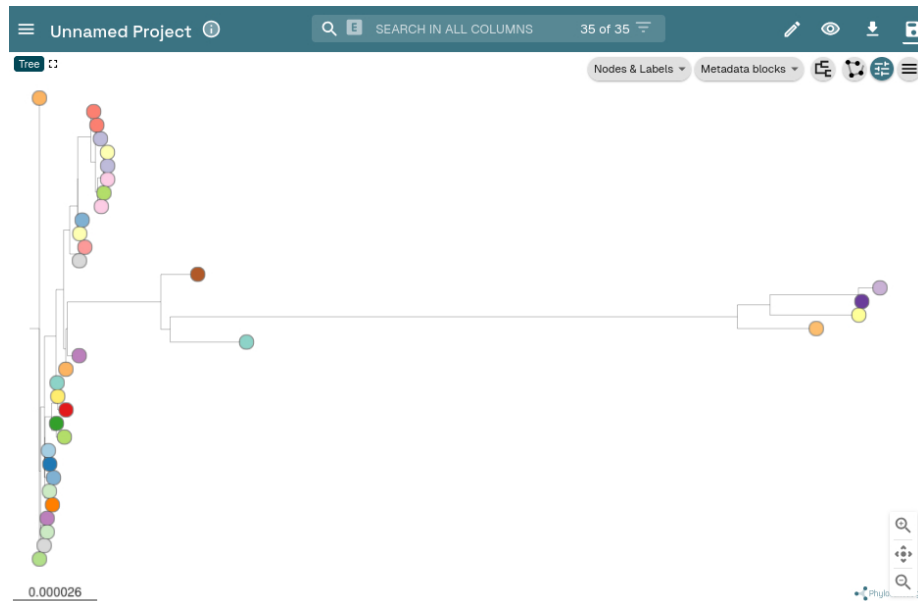 Unnamed Project
E SEARCH IN ALL COLUMNS 35 of 35
Tree
Nodes & Labels Metadata blocks
0.000026